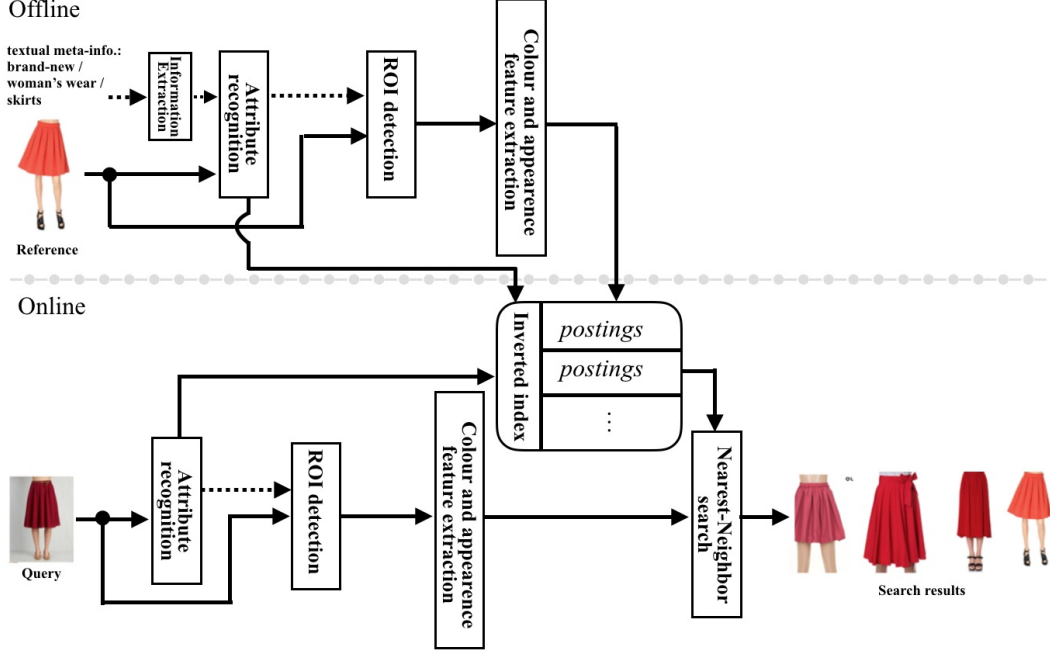 Offline
textual meta-info.:
brand-new /
woman's wear /
skirts
Information
Extraction
Attribute
recognition
ROI detection
Colour and appearence
feature extraction
Reference
Online
Inverted index
postings
postings
...
Attribute
recognition
ROI detection
Colour and appearence
feature extraction
Nearest-Neighbor
search
Query
Search results